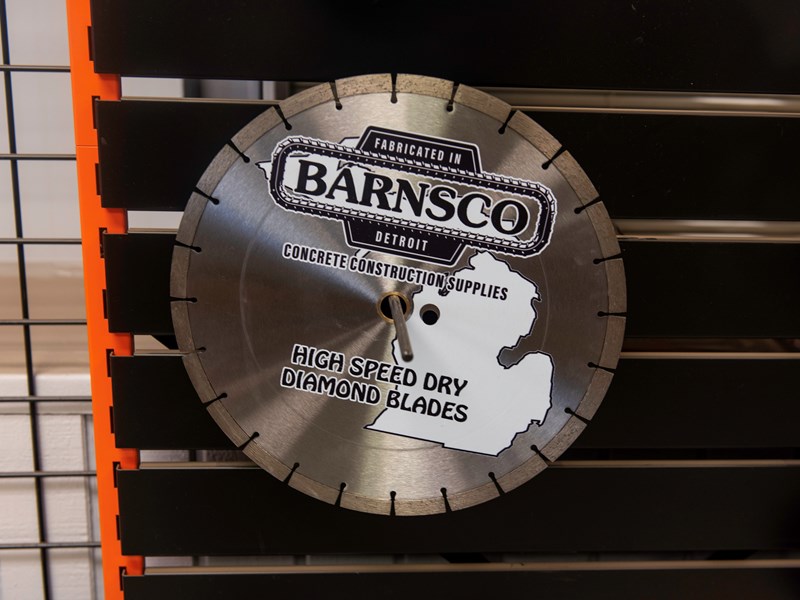 FABRICATED IN
BARNSCO
DETROIT
CONCRETE CONSTRUCTION SUPPLIES
HIGH SPEED DRY
DIAMOND BLADES